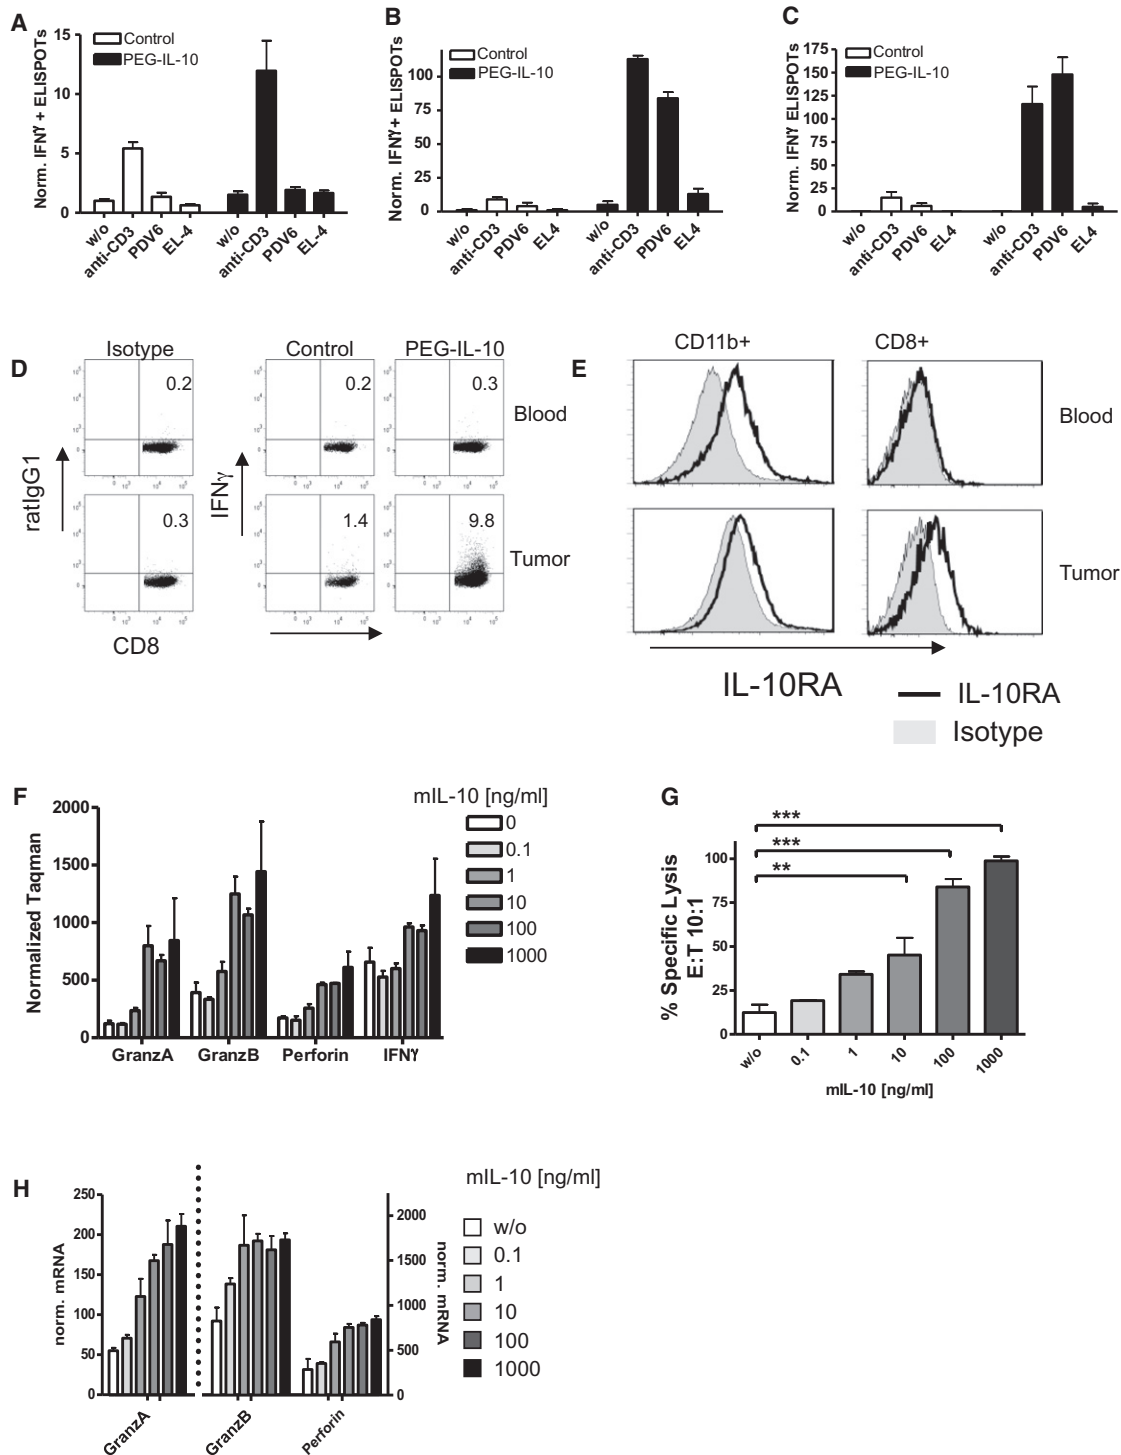 A
Norm. IFNγ + ELISPOTs
15
10
5
0
Control
PEG-IL-10
w/o
anti-CD3
PDV6
EL-4
w/o
anti-CD3
PDV6
EL-4
B
Norm. IFNγ+ ELISPOTs
100
75
50
25
0
Control
PEG-IL-10
w/o
anti-CD3
PDV6
EL4
w/o
anti-CD3
PDV6
EL4
C
Norm. IFNγ ELISPOTs
175
150
125
100
75
50
25
0
Control
PEG-IL-10
w/o
anti-CD3
PDV6
EL4
w/o
anti-CD3
PDV6
EL4
D
Isotype
Control
PEG-IL-10
0.2
0.2
0.3
Blood
0.3
1.4
9.8
Tumor
ratIgG1
IFNγ
CD8
E
CD11b+
CD8+
Blood
Tumor
IL-10RA
IL-10RA
Isotype
F
Normalized Taqman
2000
1500
1000
500
0
GranzA
GranzB
Perforin
IFNγ
mIL-10 [ng/ml]
0
0.1
1
10
100
1000
G
% Specific Lysis
E:T 10:1
100
75
50
25
0
***
***
**
w/o
0.1
1
10
100
1000
mIL-10 [ng/ml]
H
norm. mRNA
250
200
150
100
50
0
GranzA
GranzB
Perforin
2000
1500
1000
500
0
norm. mRNA
mIL-10 [ng/ml]
w/o
0.1
1
10
100
1000